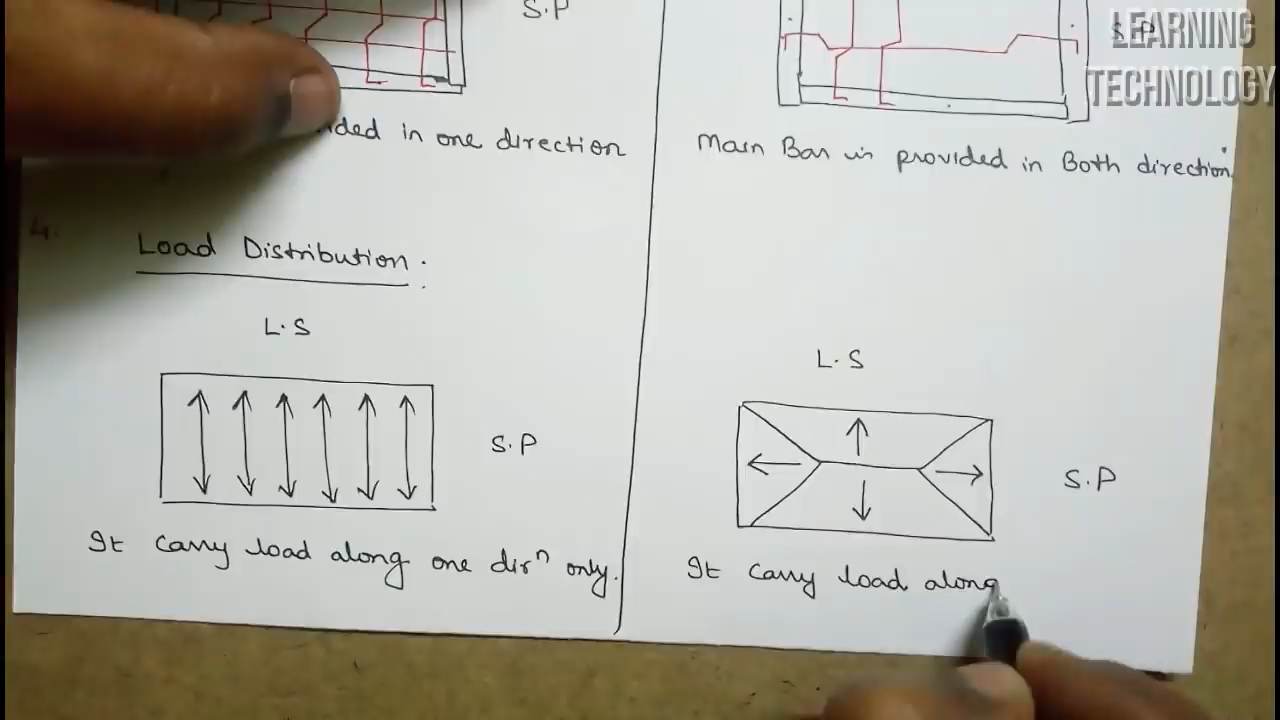 S.P
LEARNING
TECHNOLOGY
S.P
in one direction
Main Bar is provided in Both direction.
4.
Load Distribution.
L.S
S.P
It carry load along one dirⁿ only.
L.S
S.P
It carry load along